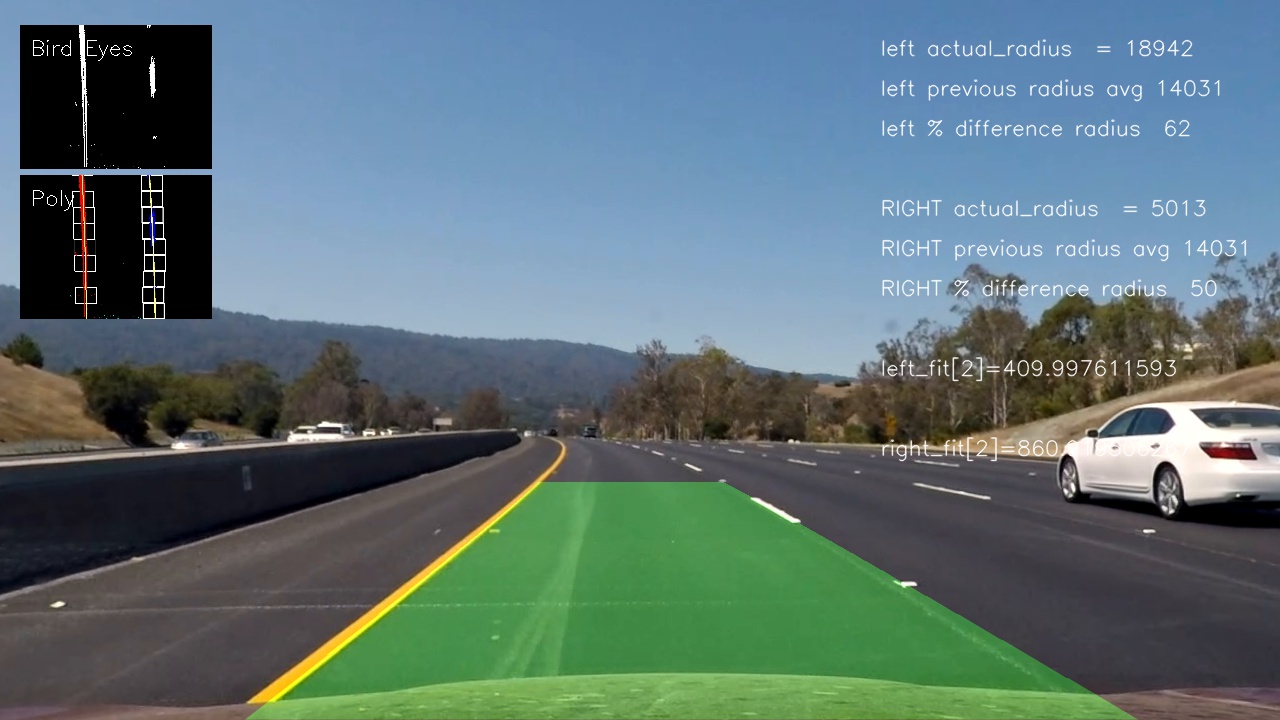 Bird Eyes
Poly
left actual_radius = 18942
left previous radius avg 14031
left % difference radius 62
RIGHT actual_radius = 5013
RIGHT previous radius avg 14031
RIGHT % difference radius 50
left_fit[2]=409.997611593